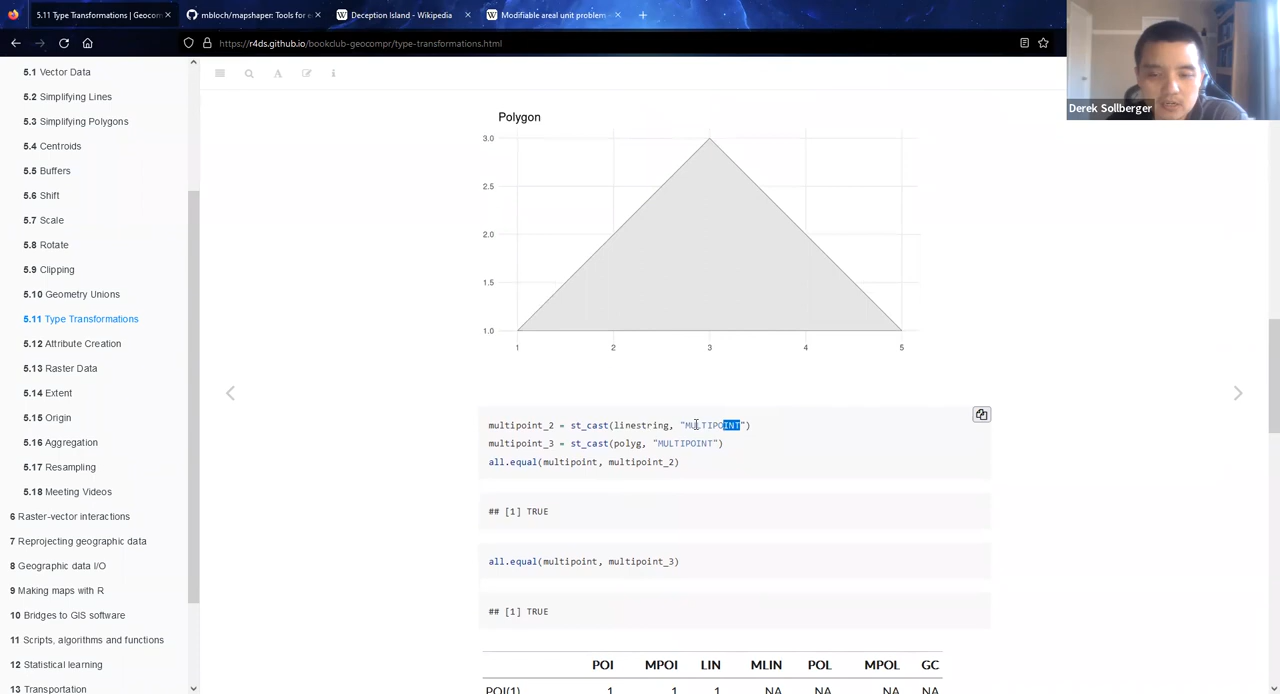 5.11 Type Transformations | Geocom
mbloch/mapshaper: Tools for e
Deception Island - Wikipedia
Modifiable areal unit problem -
https://r4ds.github.io/bookclub-geocompr/type-transformations.html
Derek Sollberger
5.1 Vector Data
5.2 Simplifying Lines
5.3 Simplifying Polygons
5.4 Centroids
5.5 Buffers
5.6 Shift
5.7 Scale
5.8 Rotate
5.9 Clipping
5.10 Geometry Unions
5.11 Type Transformations
5.12 Attribute Creation
5.13 Raster Data
5.14 Extent
5.15 Origin
5.16 Aggregation
5.17 Resampling
5.18 Meeting Videos
6 Raster-vector interactions
7 Reprojecting geographic data
8 Geographic data I/O
9 Making maps with R
10 Bridges to GIS software
11 Scripts, algorithms and functions
12 Statistical learning
13 Transportation
Polygon
3.0
2.5
2.0
1.5
1.0
1 2 3 4 5
multipoint_2 = st_cast(linestring, "MULTIPOINT")
multipoint_3 = st_cast(polyg, "MULTIPOINT")
all.equal(multipoint, multipoint_2)
## [1] TRUE
all.equal(multipoint, multipoint_3)
## [1] TRUE
POI MPOI LIN MLIN POL MPOL GC
POI(1) 1 1 1 NA NA NA NA